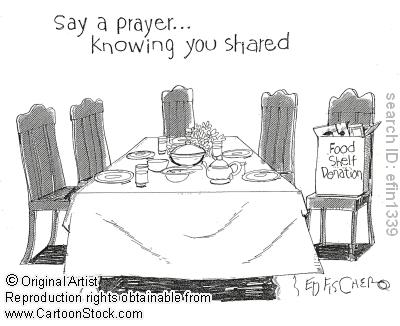 Say a prayer...
knowing you shared
Food
Shelf
Donation
search ID: efin1339
ED FISCHER ©
© Original Artist
Reproduction rights obtainable from
www.CartoonStock.com